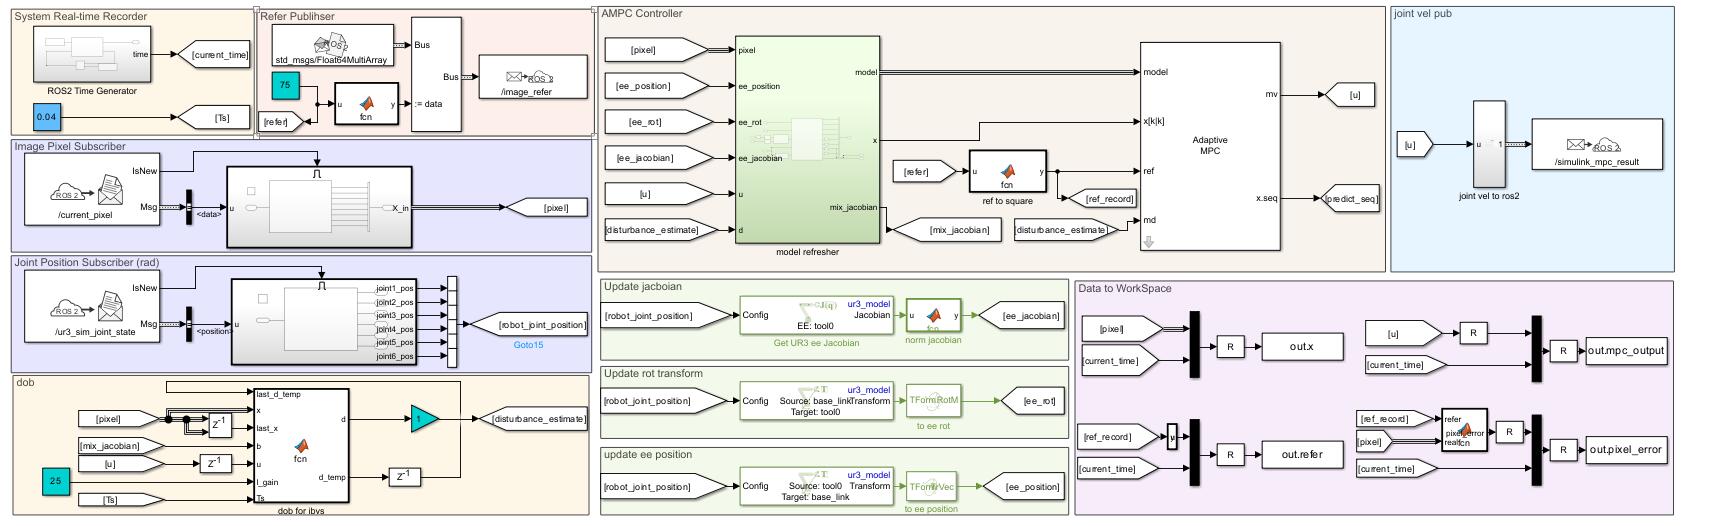 System Real-time Recorder
time
[current_time]
ROS2 Time Generator
0.04
[Ts]
Refer Publihser
ROS 2
std_msgs/Float64MultiArray
Bus
75
u
fcn
y
:= data
Bus
[refer]
ROS 2
/image_refer
Image Pixel Subscriber
ROS 2
/current_pixel
IsNew
Msg
<data>
u
X_in
[pixel]
Joint Position Subscriber (rad)
ROS 2
/ur3_sim_joint_state
IsNew
Msg
<position>
u
joint1_pos
joint2_pos
joint3_pos
joint4_pos
joint5_pos
joint6_pos
[robot_joint_position]
Goto15
dob
[pixel]
[mix_jacobian]
[u]
25
[Ts]
Z-1
Z-1
last_d_temp
x
last_x
b
u
l_gain
Ts
fcn
d
d_temp
dob for ibvs
1
Z-1
[disturbance_estimate]
AMPC Controller
[pixel]
[ee_position]
[ee_rot]
[ee_jacobian]
[u]
[disturbance_estimate]
pixel
ee_position
ee_rot
ee_jacobian
u
d
model
x
mix_jacobian
model refresher
[mix_jacobian]
[refer]
u
fcn
y
ref to square
[ref_record]
[disturbance_estimate]
model
x[k|k]
ref
md
Adaptive
MPC
mv
x.seq
[u]
[predict_seq]
joint vel pub
[u]
u
1
joint vel to ros2
ROS 2
/simulink_mpc_result
Update jacboian
[robot_joint_position]
Config
J(q)
ur3_model
Jacobian
EE: tool0
Get UR3 ee Jacobian
u
fcn
y
norm jacobian
[ee_jacobian]
Update rot transform
[robot_joint_position]
Config
ur3_model
Source: base_link
Transform
Target: tool0
TFormRotM
to ee rot
[ee_rot]
update ee position
[robot_joint_position]
Config
ur3_model
Source: tool0
Transform
Target: base_link
to ee position
[ee_position]
Data to WorkSpace
[pixel]
[current_time]
R
out.x
[u]
R
[current_time]
R
out.mpc_output
[ref_record]
[current_time]
R
out.refer
[ref_record]
[pixel]
refer
pixel_error
real
fcn
R
[current_time]
R
out.pixel_error